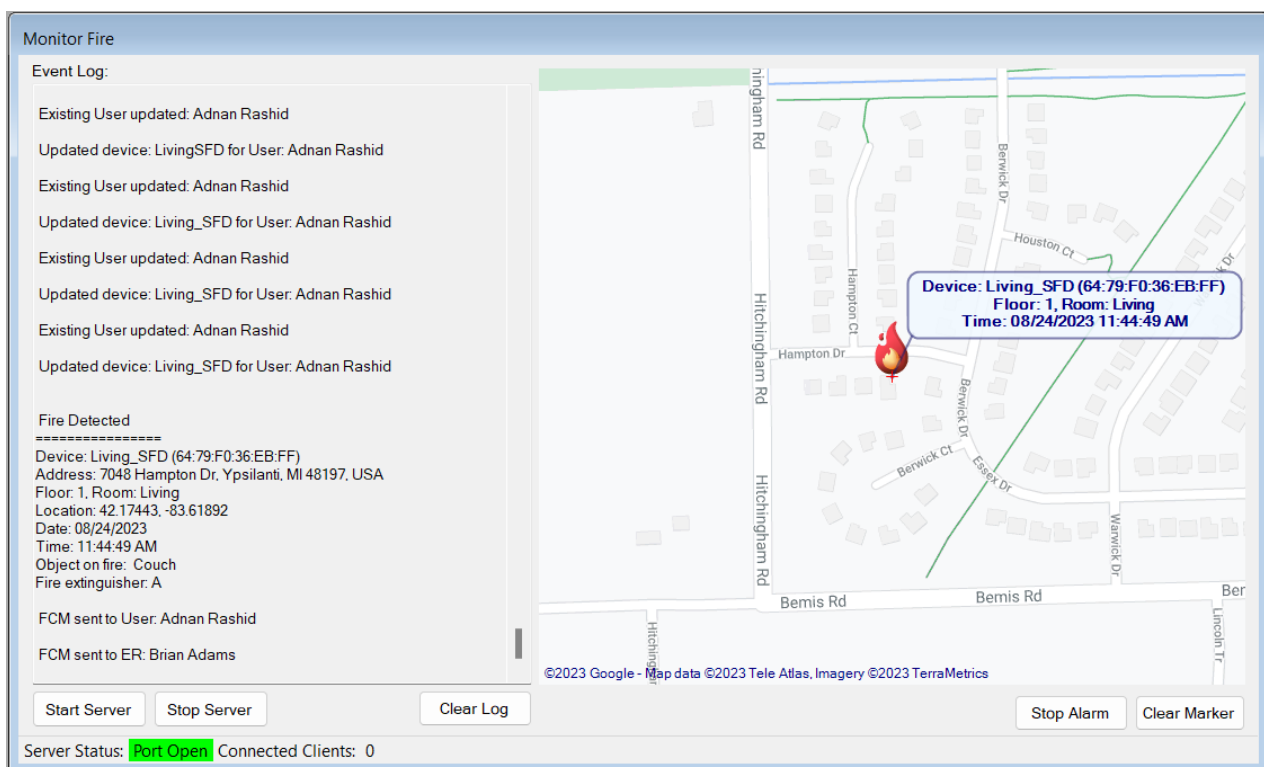 Monitor Fire
Event Log:
Existing User updated: Adnan Rashid
Updated device: LivingSFD for User: Adnan Rashid
Existing User updated: Adnan Rashid
Updated device: Living_SFD for User: Adnan Rashid
Existing User updated: Adnan Rashid
Updated device: Living_SFD for User: Adnan Rashid
Existing User updated: Adnan Rashid
Updated device: Living_SFD for User: Adnan Rashid
Fire Detected
================
Device: Living_SFD (64:79:F0:36:EB:FF)
Address: 7048 Hampton Dr, Ypsilanti, MI 48197, USA
Floor: 1, Room: Living
Location: 42.17443, -83.61892
Date: 08/24/2023
Time: 11:44:49 AM
Object on fire:  Couch
Fire extinguisher: A
FCM sent to User: Adnan Rashid
FCM sent to ER: Brian Adams
Start Server
Stop Server
Clear Log
Server Status: Port Open Connected Clients: 0
hingham Rd
Berwick Dr
Houston Ct
Device: Living_SFD (64:79:F0:36:EB:FF)
Floor: 1, Room: Living
Time: 08/24/2023 11:44:49 AM
Hampton Ct
Hitchingham Rd
Hampton Dr
Berwick Dr
Berwick Ct
Essex Dr
Hitchingham Rd
Warwick Dr
Bemis Rd
Bemis Rd
Ber
Lincoln Tr
©2023 Google - Map data ©2023 Tele Atlas, Imagery ©2023 TerraMetrics
Stop Alarm
Clear Marker